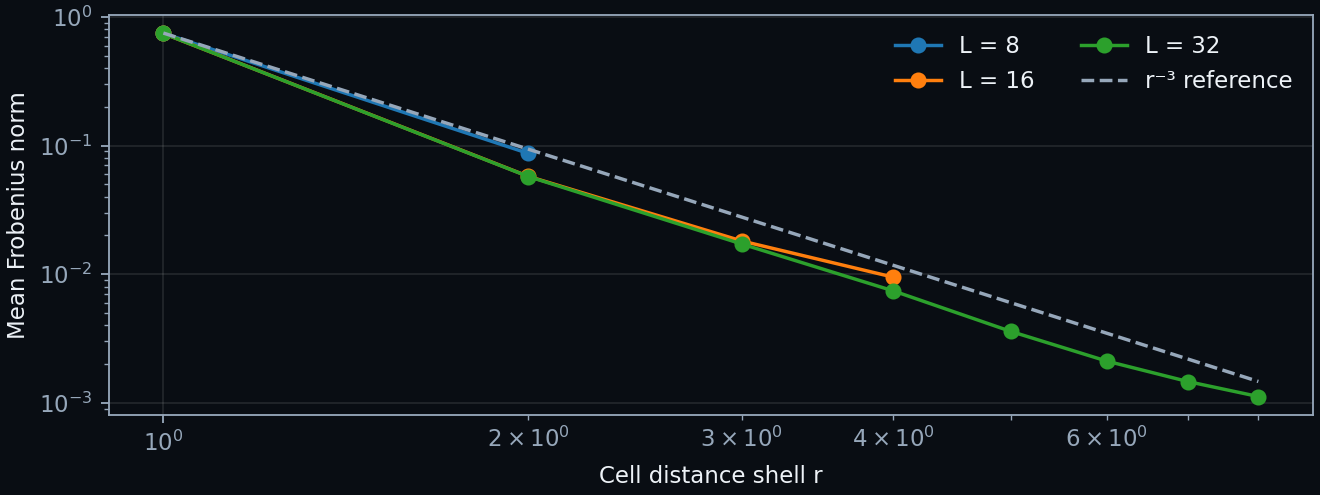 10⁰
10⁻¹
10⁻²
10⁻³
Mean Frobenius norm
L = 8
L = 16
L = 32
r⁻³ reference
10⁰
2 × 10⁰
3 × 10⁰
4 × 10⁰
6 × 10⁰
Cell distance shell r